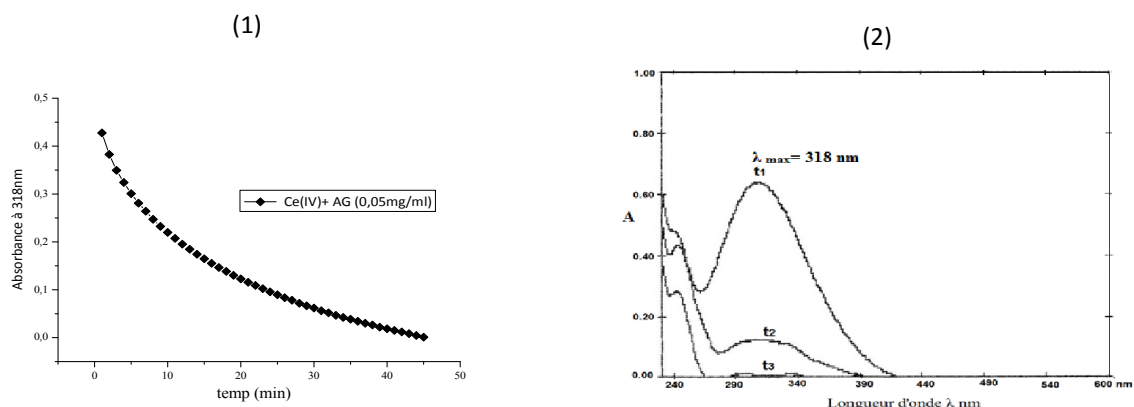 (1)
0,5
0,4
0,3
0,2
0,1
0,0
Absorbance à 318nm
Ce(IV)+ AG (0,05mg/ml)
0 10 20 30 40 50
temp (min)
(2)
1.00
0.80
0.60
0.40
0.20
0.00
A
λ max= 318 nm
t1
t2
t3
240 290 340 390 440 490 540 600 nm
Longueur d'onde λ nm